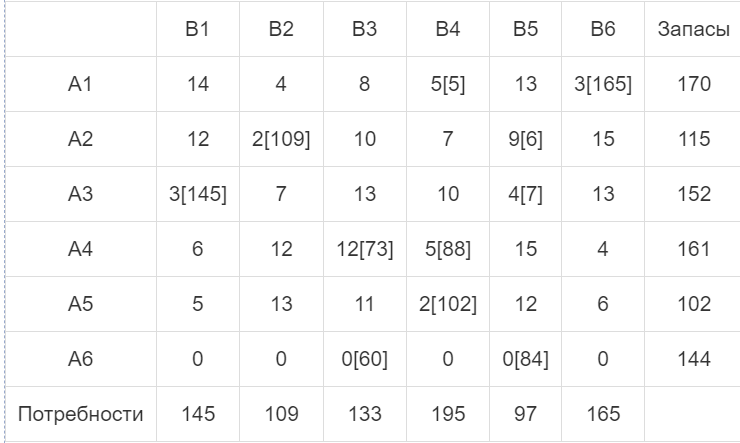 B1 B2 B3 B4 B5 B6 Запасы
A1 14 4 8 5[5] 13 3[165] 170
A2 12 2[109] 10 7 9[6] 15 115
A3 3[145] 7 13 10 4[7] 13 152
A4 6 12 12[73] 5[88] 15 4 161
A5 5 13 11 2[102] 12 6 102
A6 0 0 0[60] 0 0[84] 0 144
Потребности 145 109 133 195 97 165